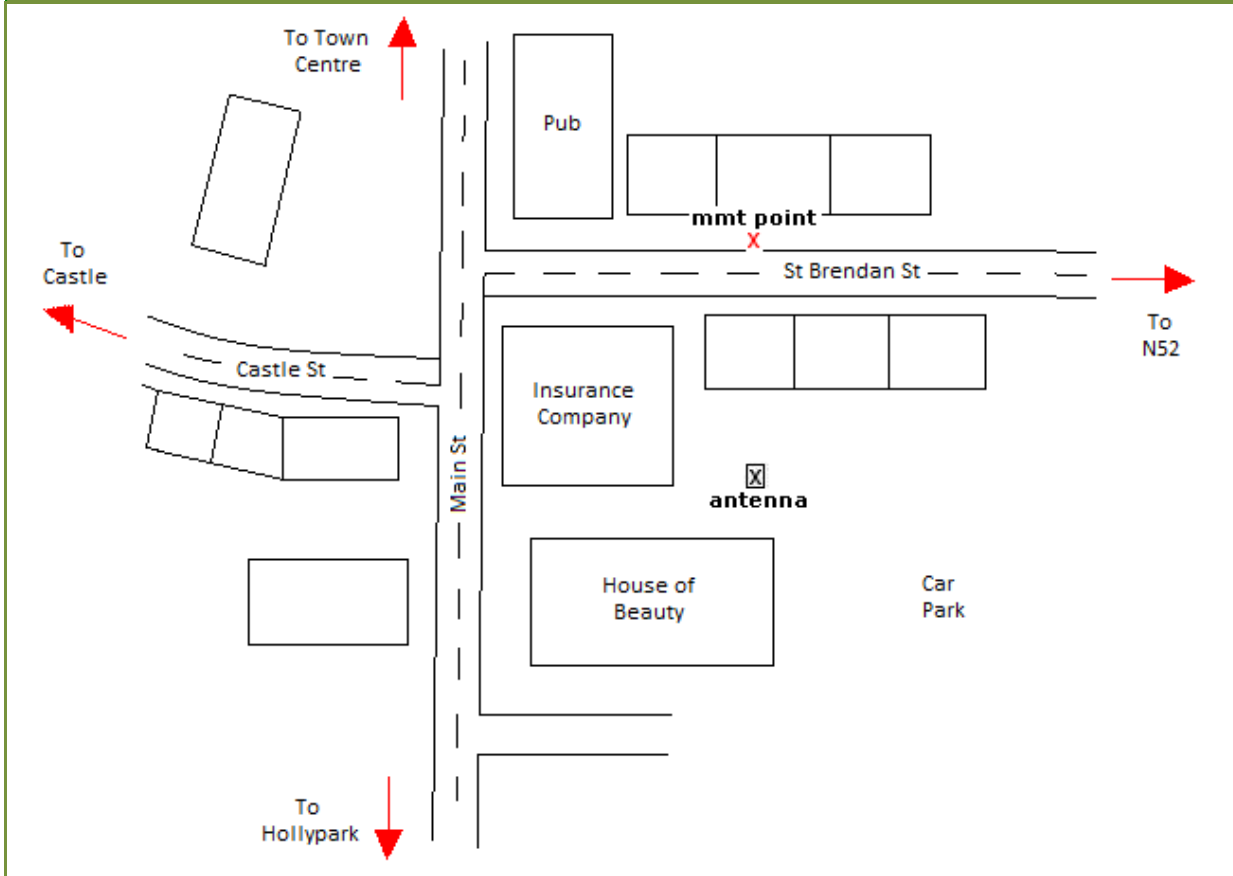 To Town
Centre
Pub
mmt point
X
To
Castle
St Brendan St
To
N52
Castle St
Insurance
Company
Main St
X
antenna
House of
Beauty
Car
Park
To
Hollypark